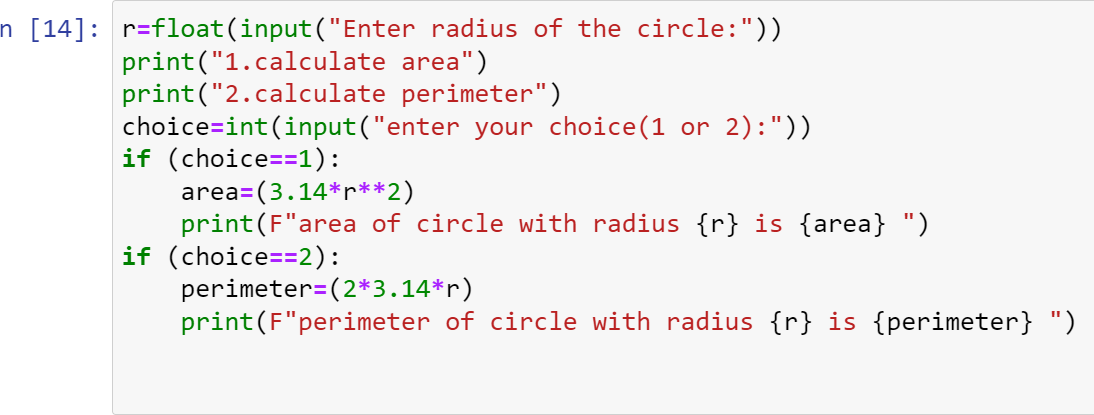 n [14]: r=float(input("Enter radius of the circle:"))
print("1.calculate area")
print("2.calculate perimeter")
choice=int(input("enter your choice(1 or 2):"))
if (choice==1):
    area=(3.14*r**2)
    print(F"area of circle with radius {r} is {area} ")
if (choice==2):
    perimeter=(2*3.14*r)
    print(F"perimeter of circle with radius {r} is {perimeter} ")